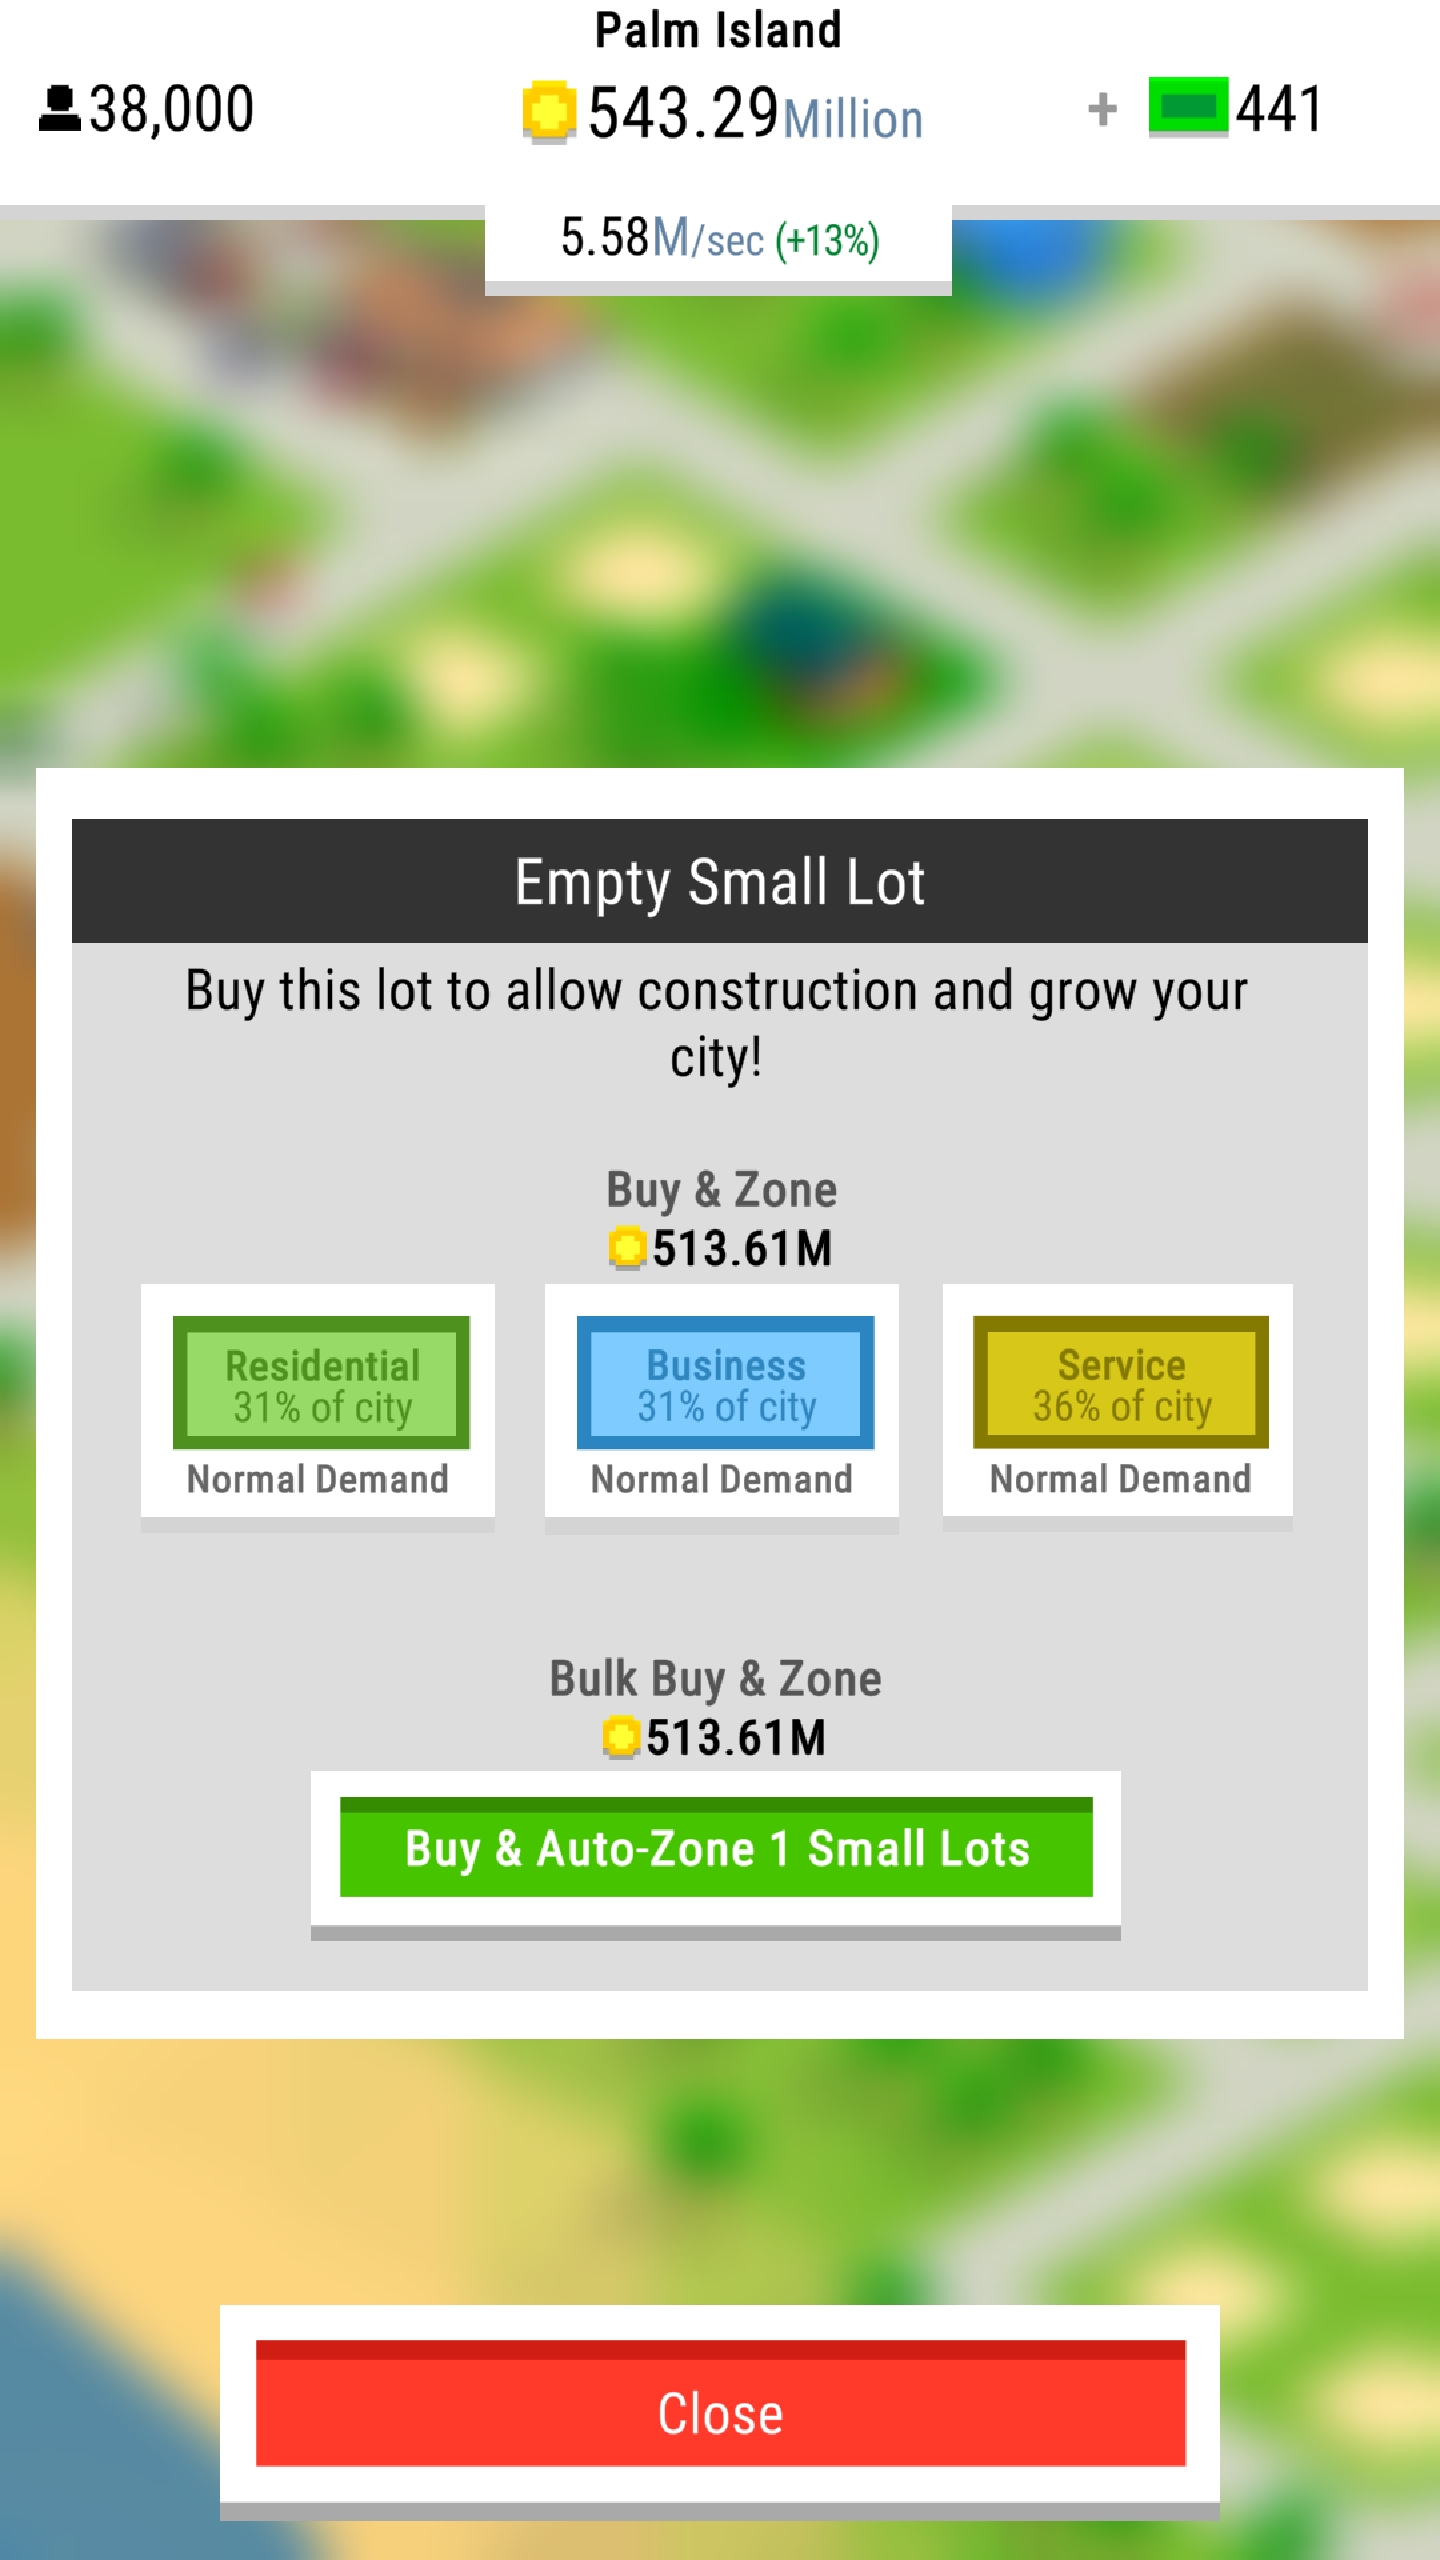 Palm Island
38,000
543.29Million
+ 441
5.58M/sec (+13%)
Empty Small Lot
Buy this lot to allow construction and grow your
city!
Buy & Zone
513.61M
Residential
31% of city
Normal Demand
Business
31% of city
Normal Demand
Service
36% of city
Normal Demand
Bulk Buy & Zone
513.61M
Buy & Auto-Zone 1 Small Lots
Close